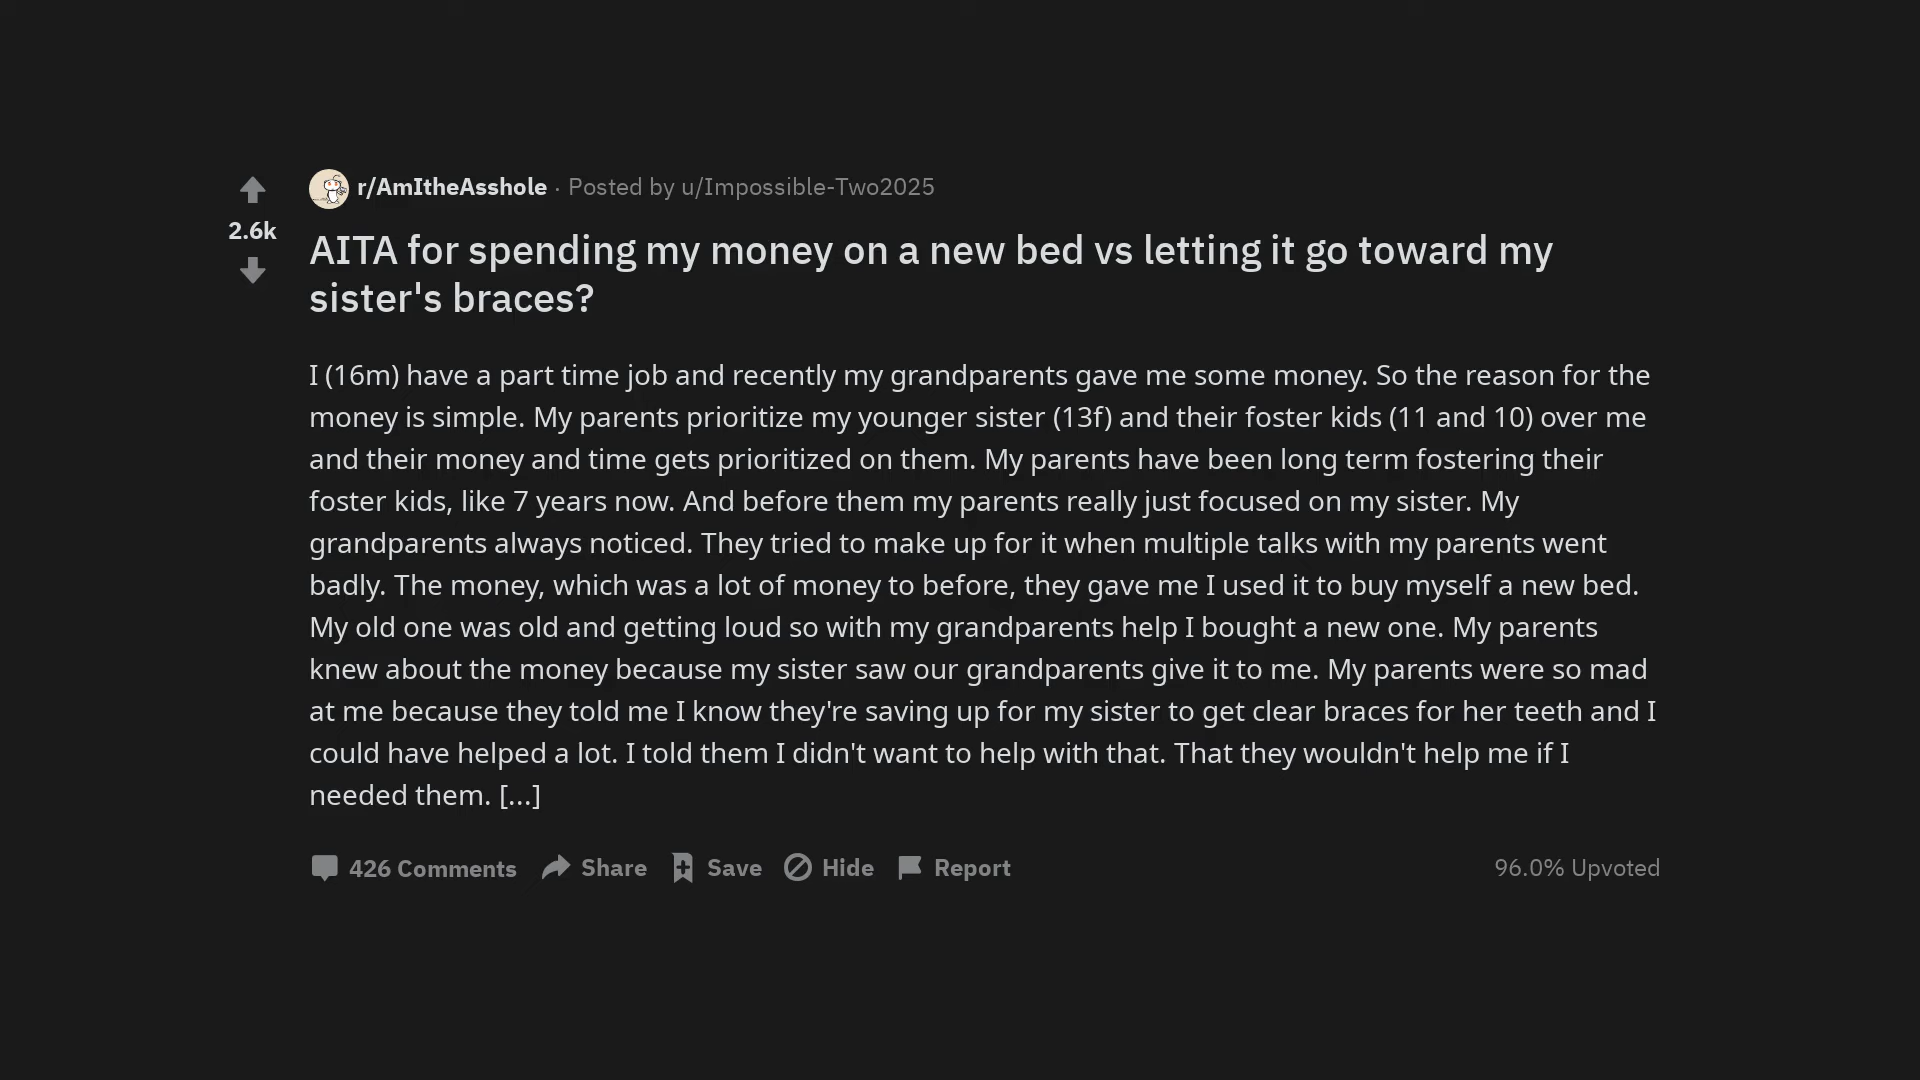 r/AmItheAsshole · Posted by u/Impossible-Two2025
2.6k
AITA for spending my money on a new bed vs letting it go toward my
sister's braces?
I (16m) have a part time job and recently my grandparents gave me some money. So the reason for the
money is simple. My parents prioritize my younger sister (13f) and their foster kids (11 and 10) over me
and their money and time gets prioritized on them. My parents have been long term fostering their
foster kids, like 7 years now. And before them my parents really just focused on my sister. My
grandparents always noticed. They tried to make up for it when multiple talks with my parents went
badly. The money, which was a lot of money to before, they gave me I used it to buy myself a new bed.
My old one was old and getting loud so with my grandparents help I bought a new one. My parents
knew about the money because my sister saw our grandparents give it to me. My parents were so mad
at me because they told me I know they're saving up for my sister to get clear braces for her teeth and I
could have helped a lot. I told them I didn't want to help with that. That they wouldn't help me if I
needed them. [...]
426 Comments Share Save Hide Report 96.0% Upvoted